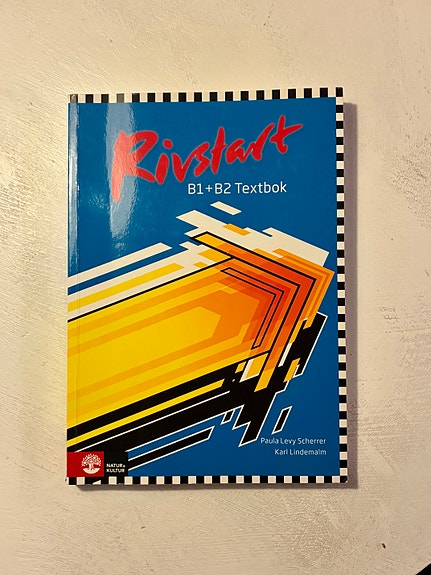 Rivstart
B1+B2 Textbok
Paula Levy Scherrer
Karl Lindemalm
NATUR &
KULTUR